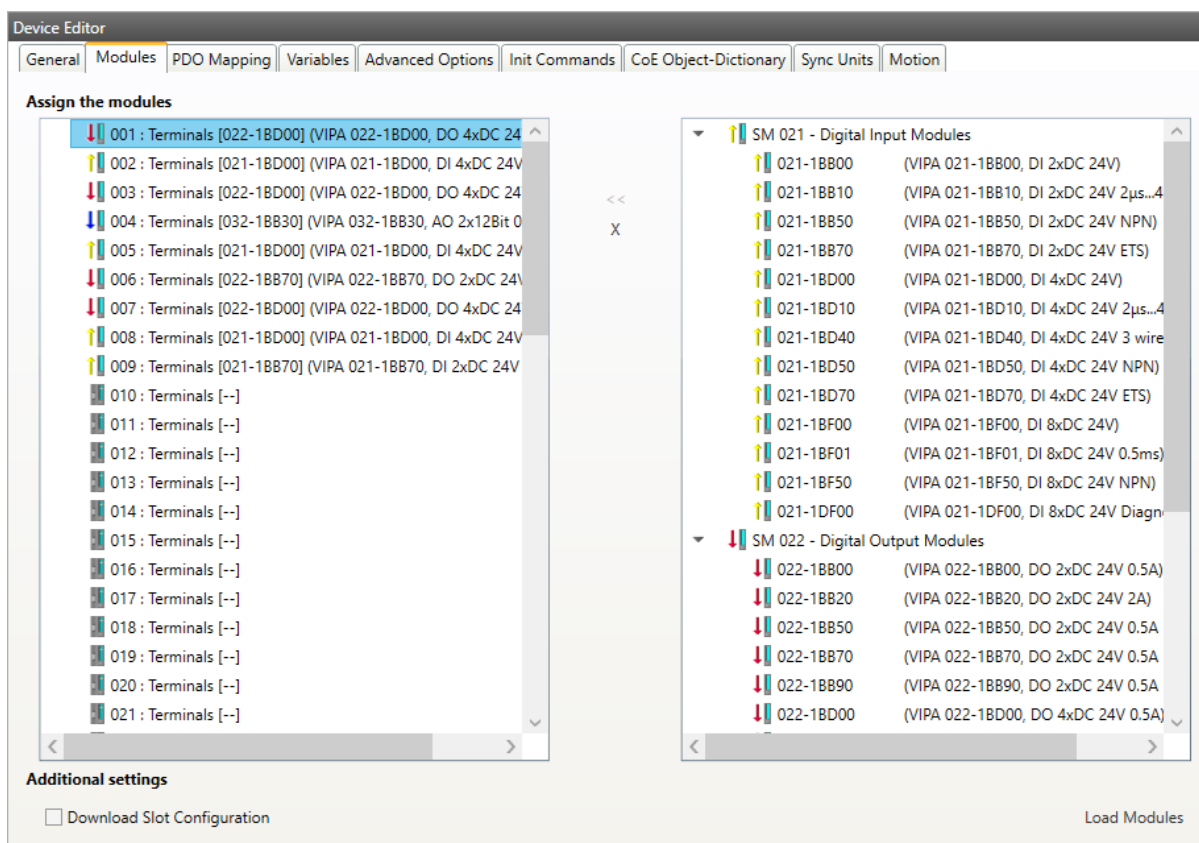 Device Editor
General Modules PDO Mapping Variables Advanced Options Init Commands CoE Object-Dictionary Sync Units Motion
Assign the modules
001 : Terminals [022-1BD00] (VIPA 022-1BD00, DO 4xDC 24
002 : Terminals [021-1BD00] (VIPA 021-1BD00, DI 4xDC 24V
003 : Terminals [022-1BD00] (VIPA 022-1BD00, DO 4xDC 24
004 : Terminals [032-1BB30] (VIPA 032-1BB30, AO 2x12Bit 0
005 : Terminals [021-1BD00] (VIPA 021-1BD00, DI 4xDC 24V
006 : Terminals [022-1BB70] (VIPA 022-1BB70, DO 2xDC 24V
007 : Terminals [022-1BD00] (VIPA 022-1BD00, DO 4xDC 24
008 : Terminals [021-1BD00] (VIPA 021-1BD00, DI 4xDC 24V
009 : Terminals [021-1BB70] (VIPA 021-1BB70, DI 2xDC 24V
010 : Terminals [--]
011 : Terminals [--]
012 : Terminals [--]
013 : Terminals [--]
014 : Terminals [--]
015 : Terminals [--]
016 : Terminals [--]
017 : Terminals [--]
018 : Terminals [--]
019 : Terminals [--]
020 : Terminals [--]
021 : Terminals [--]
<<
X
SM 021 - Digital Input Modules
021-1BB00 (VIPA 021-1BB00, DI 2xDC 24V)
021-1BB10 (VIPA 021-1BB10, DI 2xDC 24V 2µs...4
021-1BB50 (VIPA 021-1BB50, DI 2xDC 24V NPN)
021-1BB70 (VIPA 021-1BB70, DI 2xDC 24V ETS)
021-1BD00 (VIPA 021-1BD00, DI 4xDC 24V)
021-1BD10 (VIPA 021-1BD10, DI 4xDC 24V 2µs...4
021-1BD40 (VIPA 021-1BD40, DI 4xDC 24V 3 wire
021-1BD50 (VIPA 021-1BD50, DI 4xDC 24V NPN)
021-1BD70 (VIPA 021-1BD70, DI 4xDC 24V ETS)
021-1BF00 (VIPA 021-1BF00, DI 8xDC 24V)
021-1BF01 (VIPA 021-1BF01, DI 8xDC 24V 0.5ms)
021-1BF50 (VIPA 021-1BF50, DI 8xDC 24V NPN)
021-1DF00 (VIPA 021-1DF00, DI 8xDC 24V Diagn
SM 022 - Digital Output Modules
022-1BB00 (VIPA 022-1BB00, DO 2xDC 24V 0.5A)
022-1BB20 (VIPA 022-1BB20, DO 2xDC 24V 2A)
022-1BB50 (VIPA 022-1BB50, DO 2xDC 24V 0.5A
022-1BB70 (VIPA 022-1BB70, DO 2xDC 24V 0.5A
022-1BB90 (VIPA 022-1BB90, DO 2xDC 24V 0.5A
022-1BD00 (VIPA 022-1BD00, DO 4xDC 24V 0.5A)
Additional settings
Download Slot Configuration
Load Modules